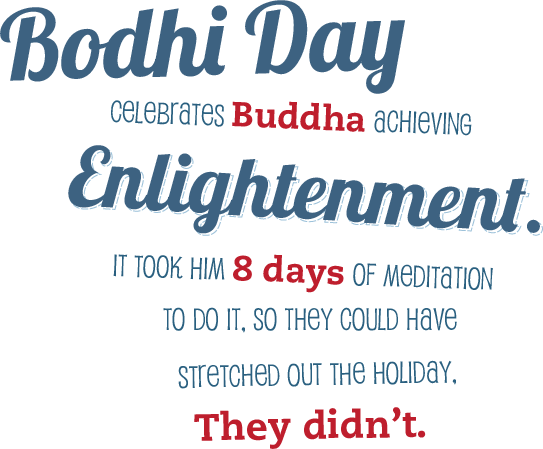 Bodhi Day
celebrates Buddha achieving
Enlightenment.
It took him 8 days of meditation
to do it, so they could have
stretched out the holiday.
They didn't.